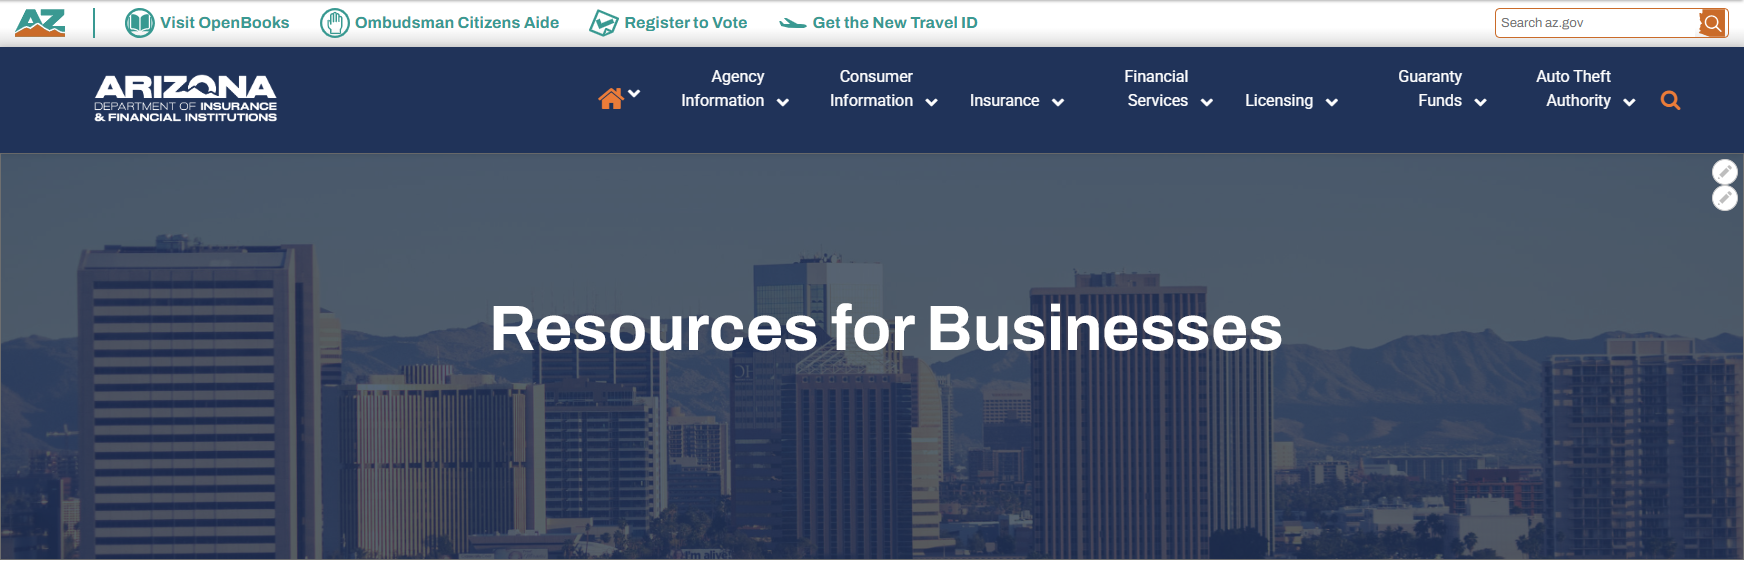 AZ
Visit OpenBooks
Ombudsman Citizens Aide
Register to Vote
Get the New Travel ID
Search az.gov
ARIZONA
DEPARTMENT OF INSURANCE
& FINANCIAL INSTITUTIONS
Agency
Information
Consumer
Information
Insurance
Financial
Services
Licensing
Guaranty
Funds
Auto Theft
Authority
Resources for Businesses
I'm alive